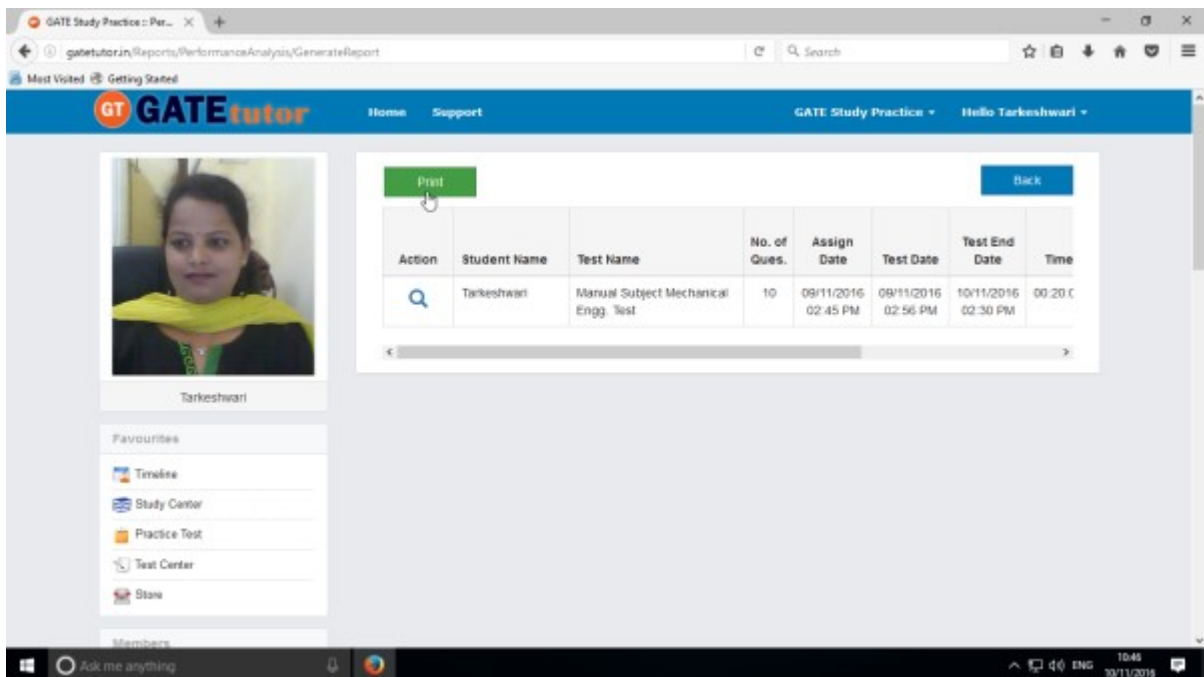 GATE Study Practice :: Per...
gatetutor.in/Reports/PerformanceAnalysis/GenerateReport
Search
Most Visited
Getting Started
GT GATEtutor
Home
Support
GATE Study Practice
Hello Tarkeshwari
Print
Back
Action
Student Name
Test Name
No. of
Ques.
Assign
Date
Test Date
Test End
Date
Time
Tarkeshwari
Manual Subject Mechanical
Engg. Test
10
09/11/2016
02:45 PM
09/11/2016
02:56 PM
10/11/2016
02:30 PM
00:20:0
Tarkeshwari
Favourites
Timeline
Study Center
Practice Test
Test Center
Store
Members
Ask me anything
ENG
10:46
10/11/2016